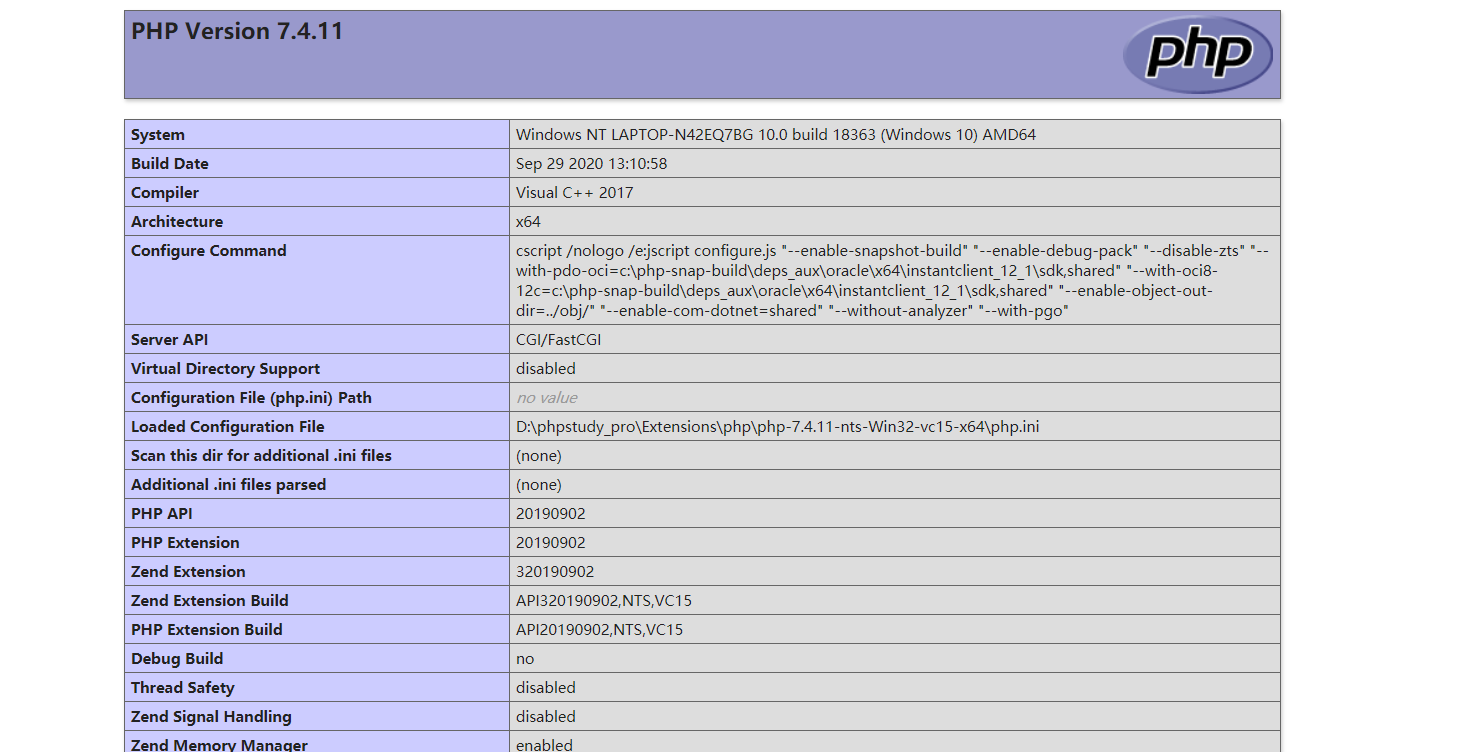 PHP Version 7.4.11
php
System Windows NT LAPTOP-N42EQ7BG 10.0 build 18363 (Windows 10) AMD64
Build Date Sep 29 2020 13:10:58
Compiler Visual C++ 2017
Architecture x64
Configure Command cscript /nologo /e:jscript configure.js "--enable-snapshot-build" "--enable-debug-pack" "--disable-zts" "--
with-pdo-oci=c:\php-snap-build\deps_aux\oracle\x64\instantclient_12_1\sdk,shared" "--with-oci8-
12c=c:\php-snap-build\deps_aux\oracle\x64\instantclient_12_1\sdk,shared" "--enable-object-out-
dir=../obj/" "--enable-com-dotnet=shared" "--without-analyzer" "--with-pgo"
Server API CGI/FastCGI
Virtual Directory Support disabled
Configuration File (php.ini) Path no value
Loaded Configuration File D:\phpstudy_pro\Extensions\php\php-7.4.11-nts-Win32-vc15-x64\php.ini
Scan this dir for additional .ini files (none)
Additional .ini files parsed (none)
PHP API 20190902
PHP Extension 20190902
Zend Extension 320190902
Zend Extension Build API320190902,NTS,VC15
PHP Extension Build API20190902,NTS,VC15
Debug Build no
Thread Safety disabled
Zend Signal Handling disabled
Zend Memory Manager enabled